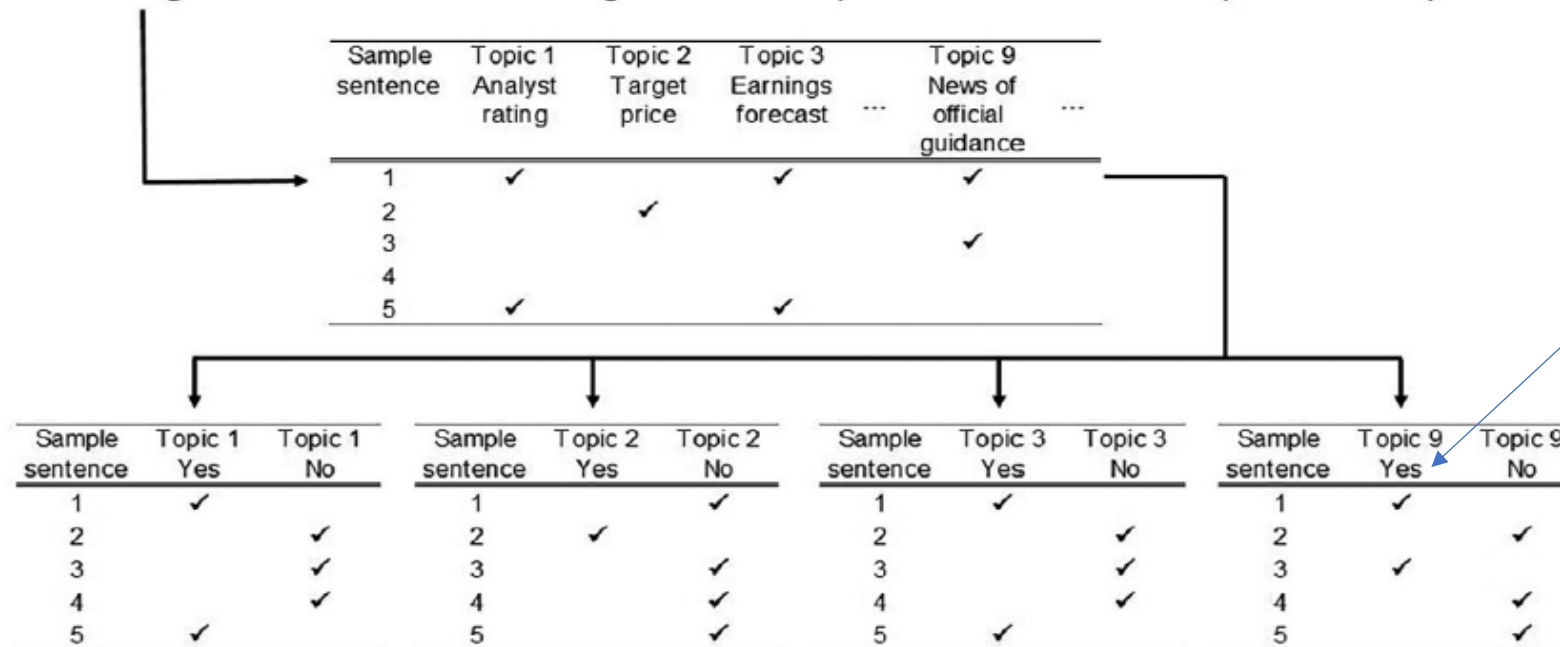 Sample Topic 1 Topic 2 Topic 3 Topic 9
sentence Analyst Target Earnings News of
rating price forecast ... official ...
guidance
1 ✓ ✓ ✓
2 ✓
3 ✓
4
5 ✓ ✓
Sample Topic 1 Topic 1
sentence Yes No
1 ✓
2 ✓
3 ✓
4 ✓
5 ✓
Sample Topic 2 Topic 2
sentence Yes No
1 ✓
2 ✓
3 ✓
4 ✓
5 ✓
Sample Topic 3 Topic 3
sentence Yes No
1 ✓
2 ✓
3 ✓
4 ✓
5 ✓
Sample Topic 9 Topic 9
sentence Yes No
1 ✓
2 ✓
3 ✓
4 ✓
5 ✓